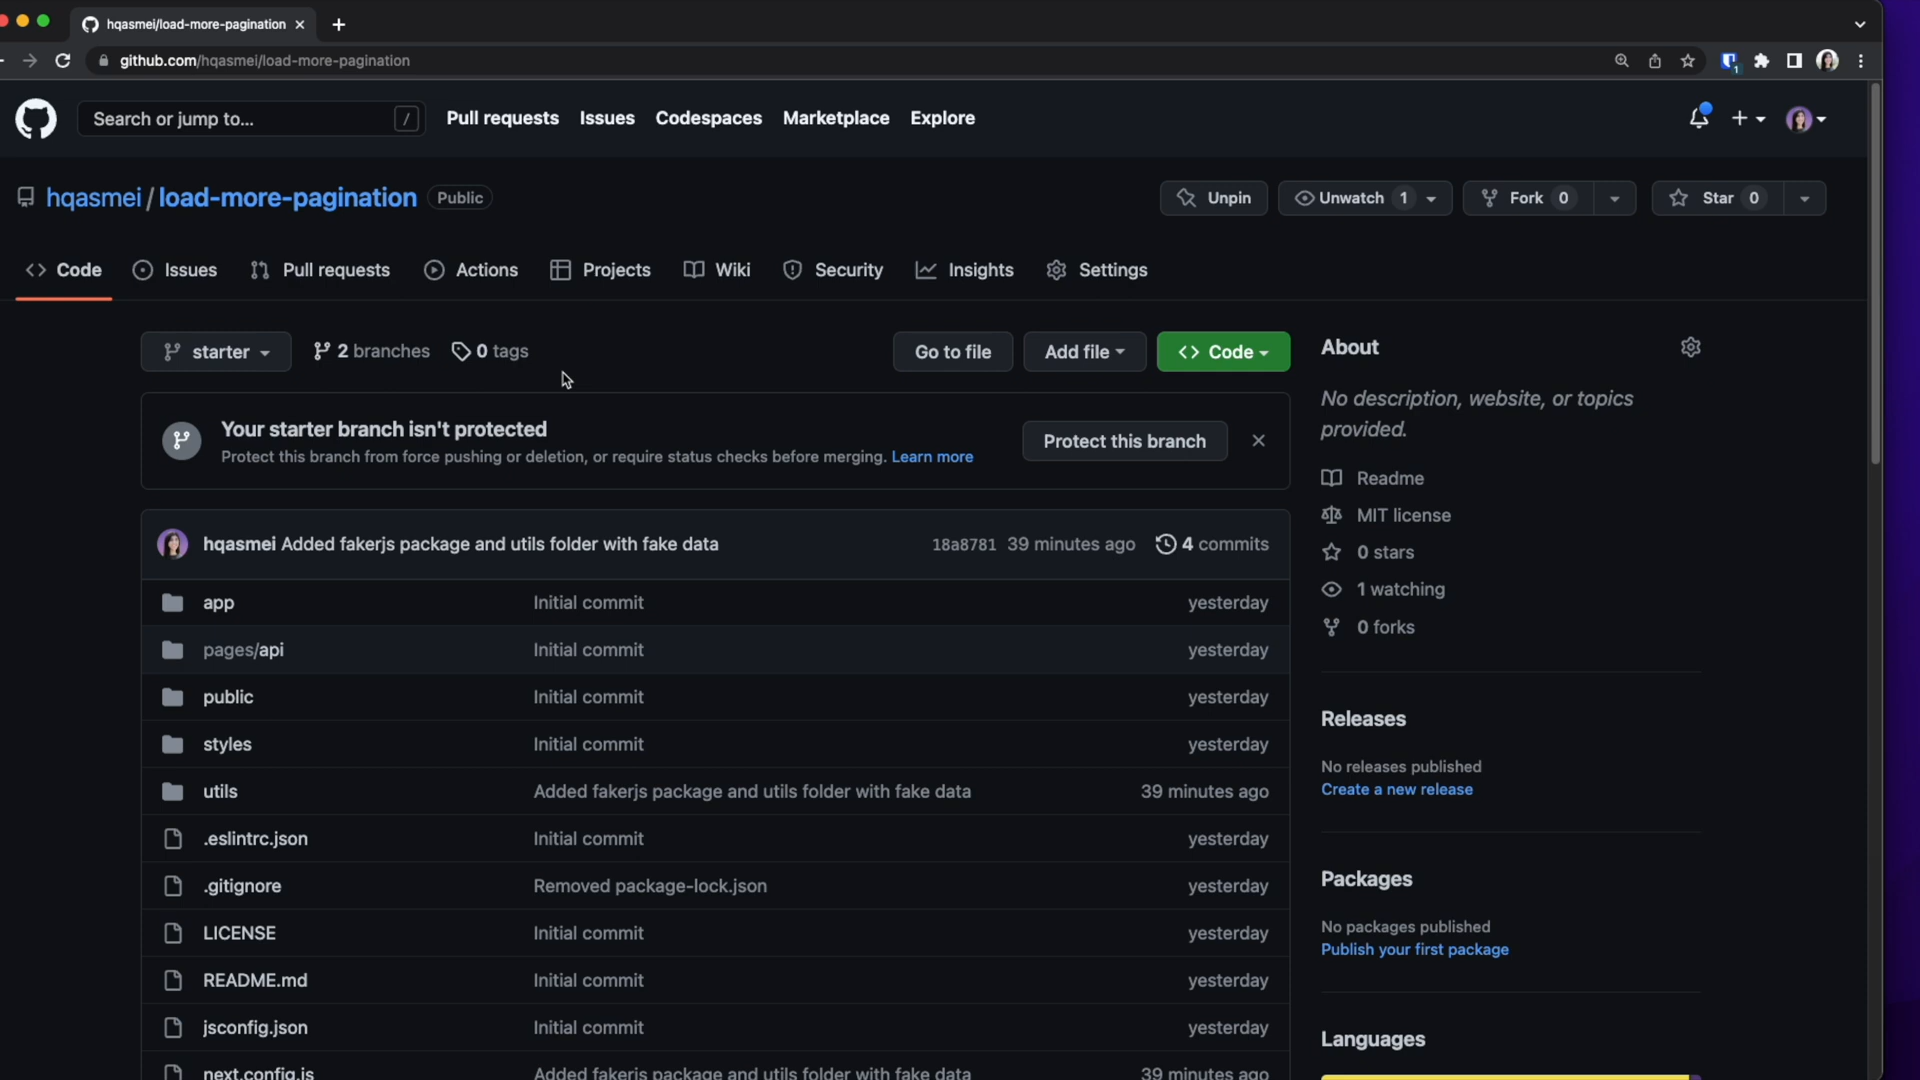 hqasmei/load-more-pagination
github.com/hqasmei/load-more-pagination
1
Search or jump to... /
Pull requests Issues Codespaces Marketplace Explore
hqasmei / load-more-pagination Public
Unpin Unwatch 1 Fork 0 Star 0
Code Issues Pull requests Actions Projects Wiki Security Insights Settings
starter 2 branches 0 tags Go to file Add file Code
Your starter branch isn't protected
Protect this branch from force pushing or deletion, or require status checks before merging. Learn more
Protect this branch
hqasmei Added fakerjs package and utils folder with fake data 18a8781 39 minutes ago 4 commits
app Initial commit yesterday
pages/api Initial commit yesterday
public Initial commit yesterday
styles Initial commit yesterday
utils Added fakerjs package and utils folder with fake data 39 minutes ago
.eslintrc.json Initial commit yesterday
.gitignore Removed package-lock.json yesterday
LICENSE Initial commit yesterday
README.md Initial commit yesterday
jsconfig.json Initial commit yesterday
next.config.js Added fakerjs package and utils folder with fake data 39 minutes ago
About
No description, website, or topics
provided.
Readme
MIT license
0 stars
1 watching
0 forks
Releases
No releases published
Create a new release
Packages
No packages published
Publish your first package
Languages